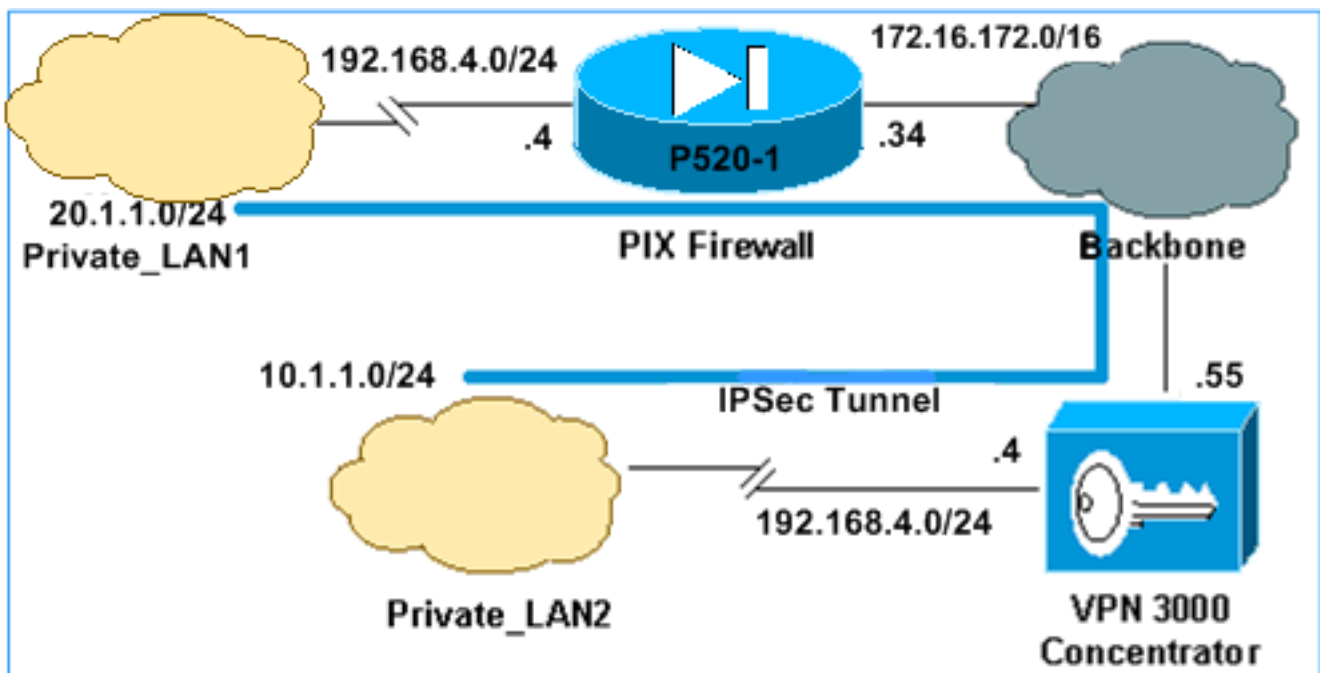 192.168.4.0/24
172.16.172.0/16
.4
.34
P520-1
20.1.1.0/24
Private_LAN1
PIX Firewall
Backbone
10.1.1.0/24
.55
IPSec Tunnel
.4
192.168.4.0/24
Private_LAN2
VPN 3000
Concentrator